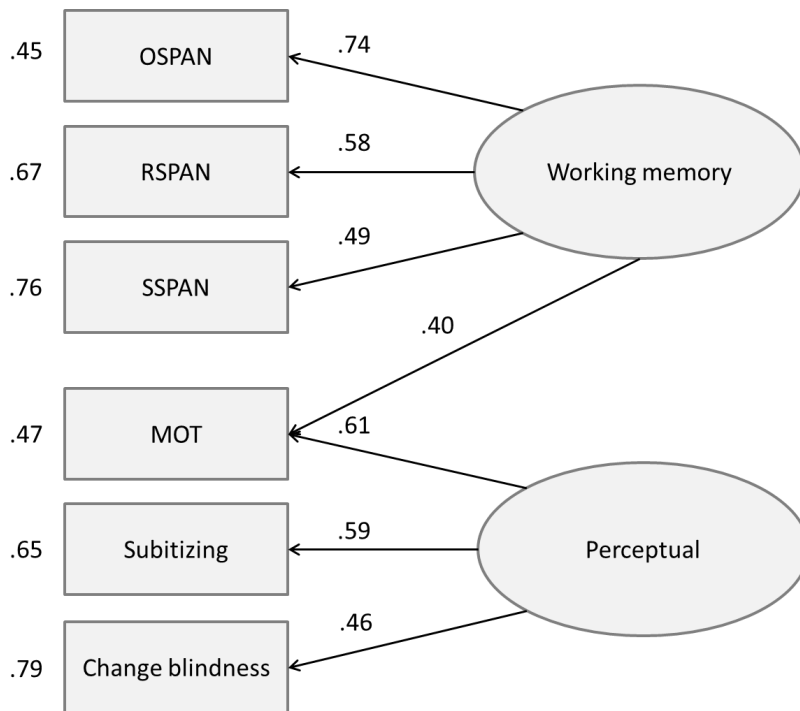 .45 OSPAN .74
.67 RSPAN .58 Working memory
.76 SSPAN .49
.40
.47 MOT .61
.65 Subitizing .59 Perceptual
.79 Change blindness .46